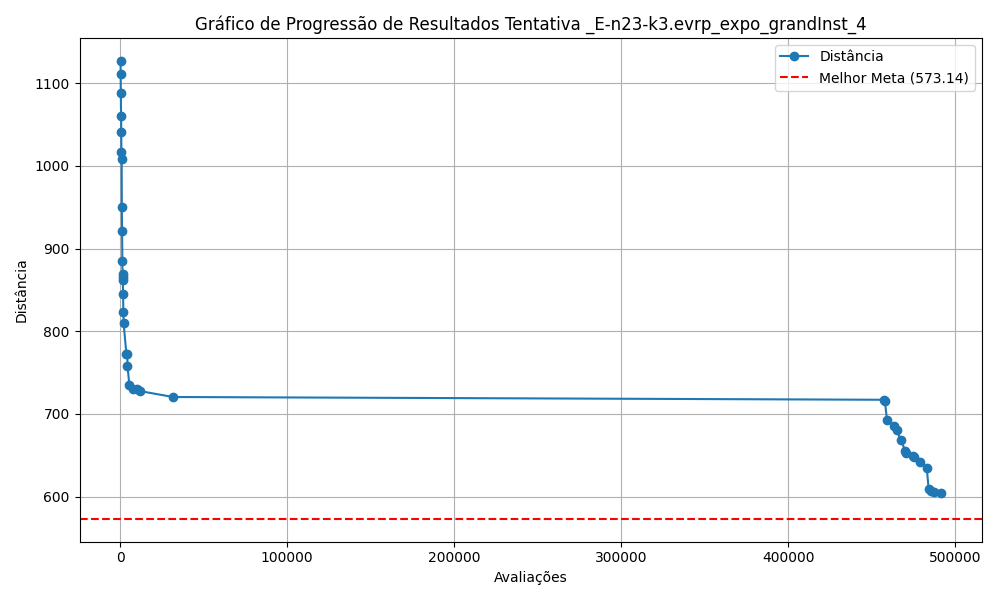 Gráfico de Progressão de Resultados Tentativa _E-n23-k3.evrp_expo_grandInst_4
Distância
Melhor Meta (573.14)
1100
1000
900
800
700
600
Distância
0
100000
200000
300000
400000
500000
Avaliações